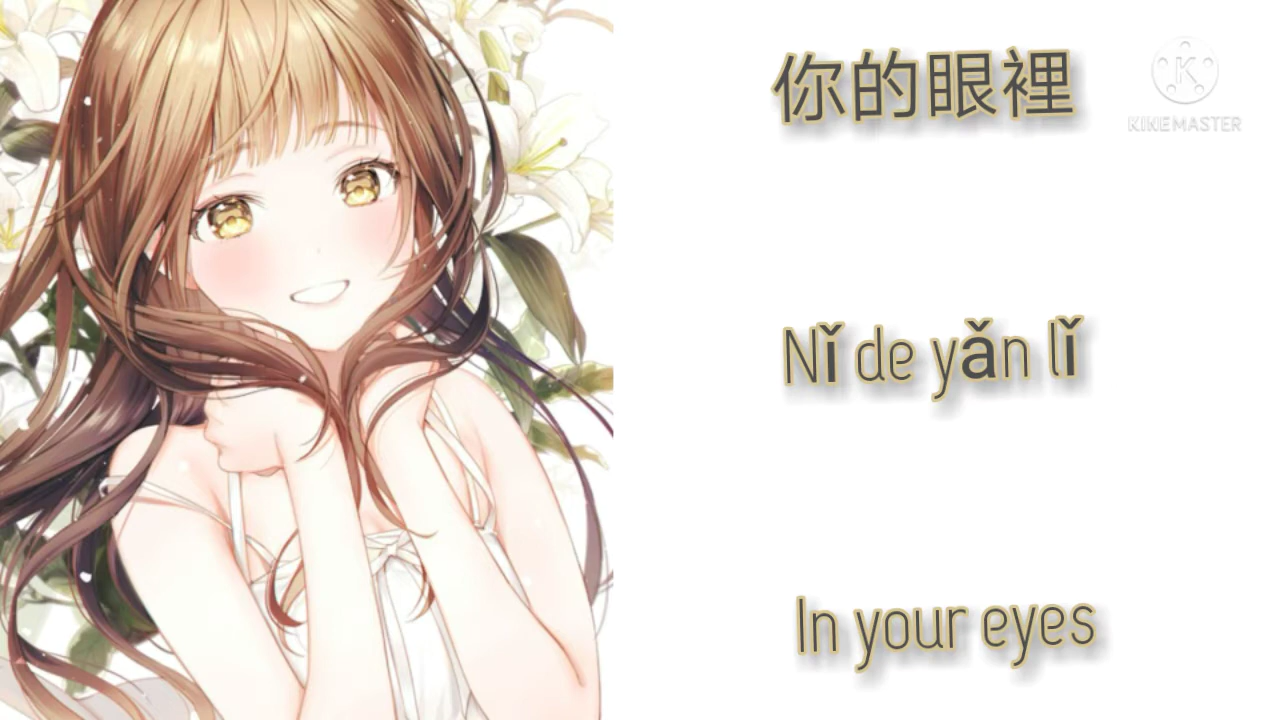 你的眼裡
K
KINEMASTER
Nǐ de yǎn lǐ
In your eyes